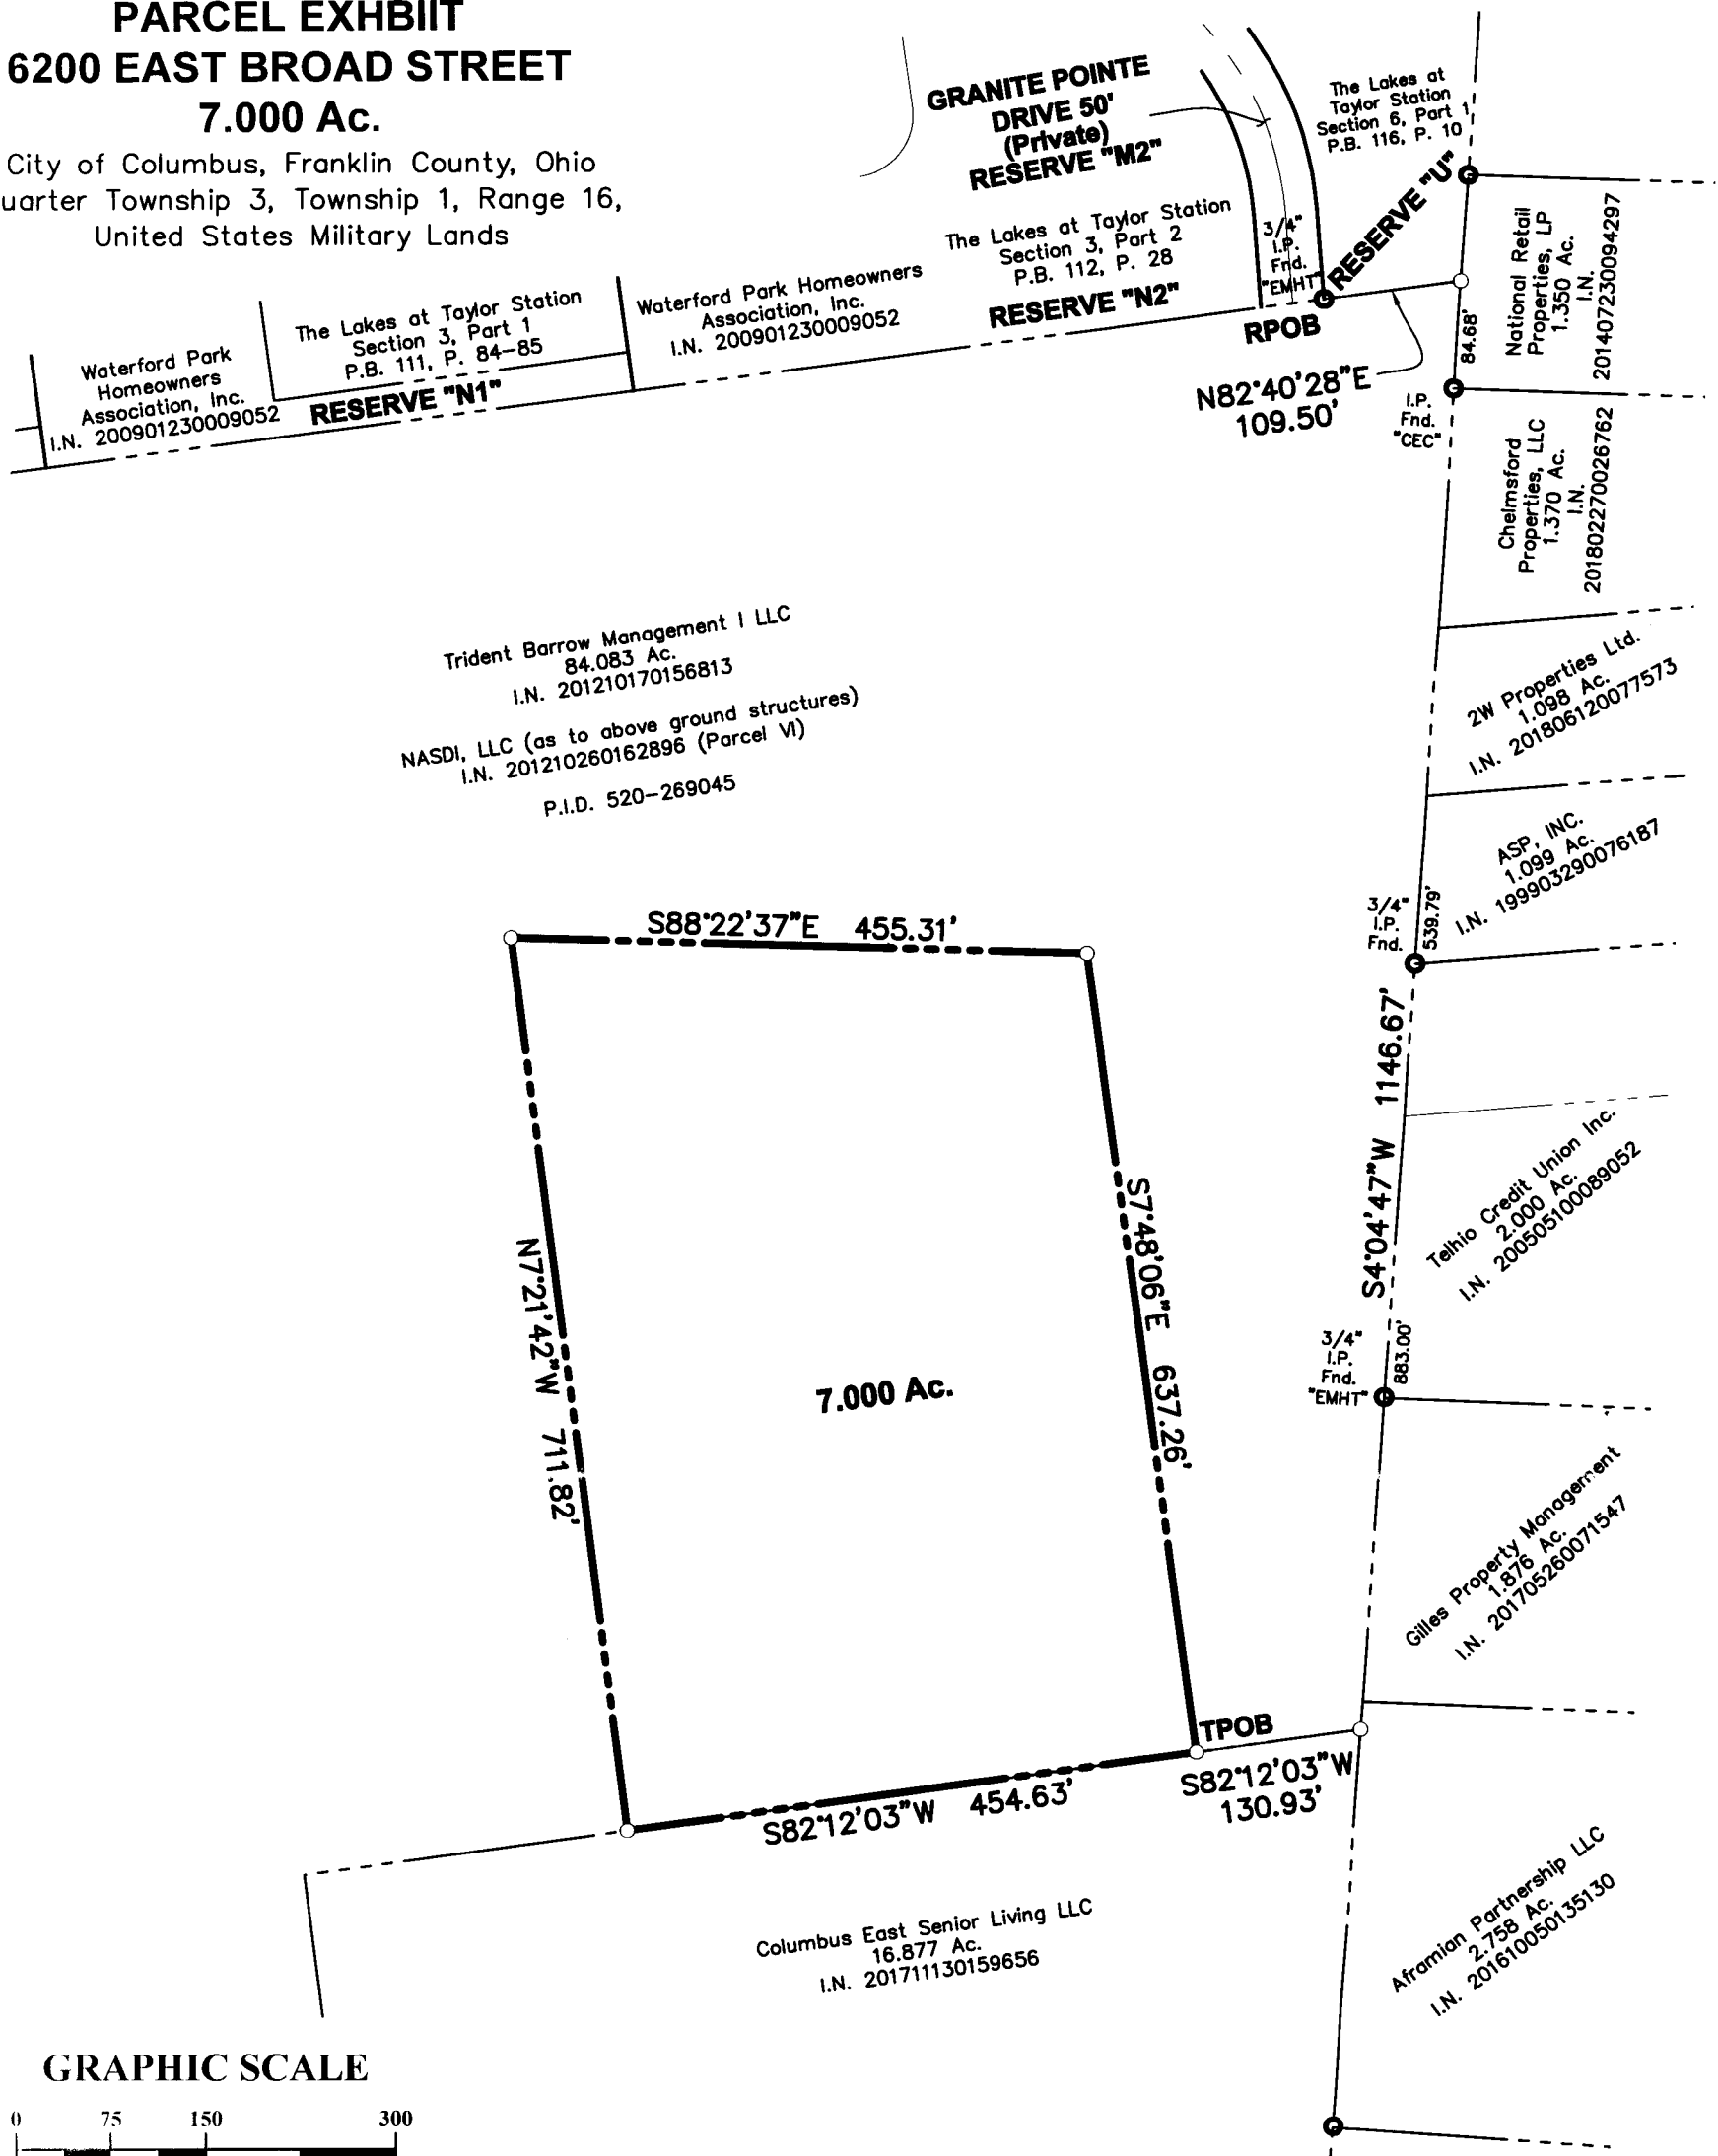 PARCEL EXHBIIT
6200 EAST BROAD STREET
7.000 Ac.
City of Columbus, Franklin County, Ohio
uarter Township 3, Township 1, Range 16,
United States Military Lands
GRANITE POINTE
DRIVE 50'
(Private)
RESERVE "M2"
The Lakes at
Taylor Station
Section 6, Part 1,
P.B. 116, P. 10
RESERVE "U"
The Lakes at Taylor Station
Section 3, Part 2
P.B. 112, P. 28
RESERVE "N2"
3/4"
I.P.
Fnd.
"EMHT"
RPOB
Waterford Park
Homeowners
Association, Inc.
I.N. 200901230009052
The Lakes at Taylor Station
Section 3, Part 1
P.B. 111, P. 84-85
RESERVE "N1"
Waterford Park Homeowners
Association, Inc.
I.N. 200901230009052
N82°40'28"E
109.50'
84.68'
I.P.
Fnd.
"CEC"
National Retail
Properties, LP
1.350 Ac.
I.N.
201407230094297
Chelmsford
Properties, LLC
1.370 Ac.
I.N.
201802270026762
Trident Barrow Management I LLC
84.083 Ac.
I.N. 201210170156813
NASDI, LLC (as to above ground structures)
I.N. 201210260162896 (Parcel VI)
P.I.D. 520-269045
2W Properties Ltd.
1.098 Ac.
I.N. 201806120077573
ASP, INC.
1.099 Ac.
I.N. 199903290076187
3/4"
I.P.
Fnd.
539.79'
S88°22'37"E 455.31'
S4°04'47"W 1146.67'
Telhio Credit Union Inc.
2.000 Ac.
I.N. 200505100089052
N7°21'42"W 711.82'
S7°48'06"E 637.26'
7.000 Ac.
3/4"
I.P.
Fnd.
"EMHT"
883.00'
Gilles Property Management
1.876 Ac.
I.N. 201705260071547
TPOB
S82°12'03"W 454.63'
S82°12'03"W
130.93'
Columbus East Senior Living LLC
16.877 Ac.
I.N. 201711130159656
Aframian Partnership LLC
2.758 Ac.
I.N. 201610050135130
GRAPHIC SCALE
0 75 150 300